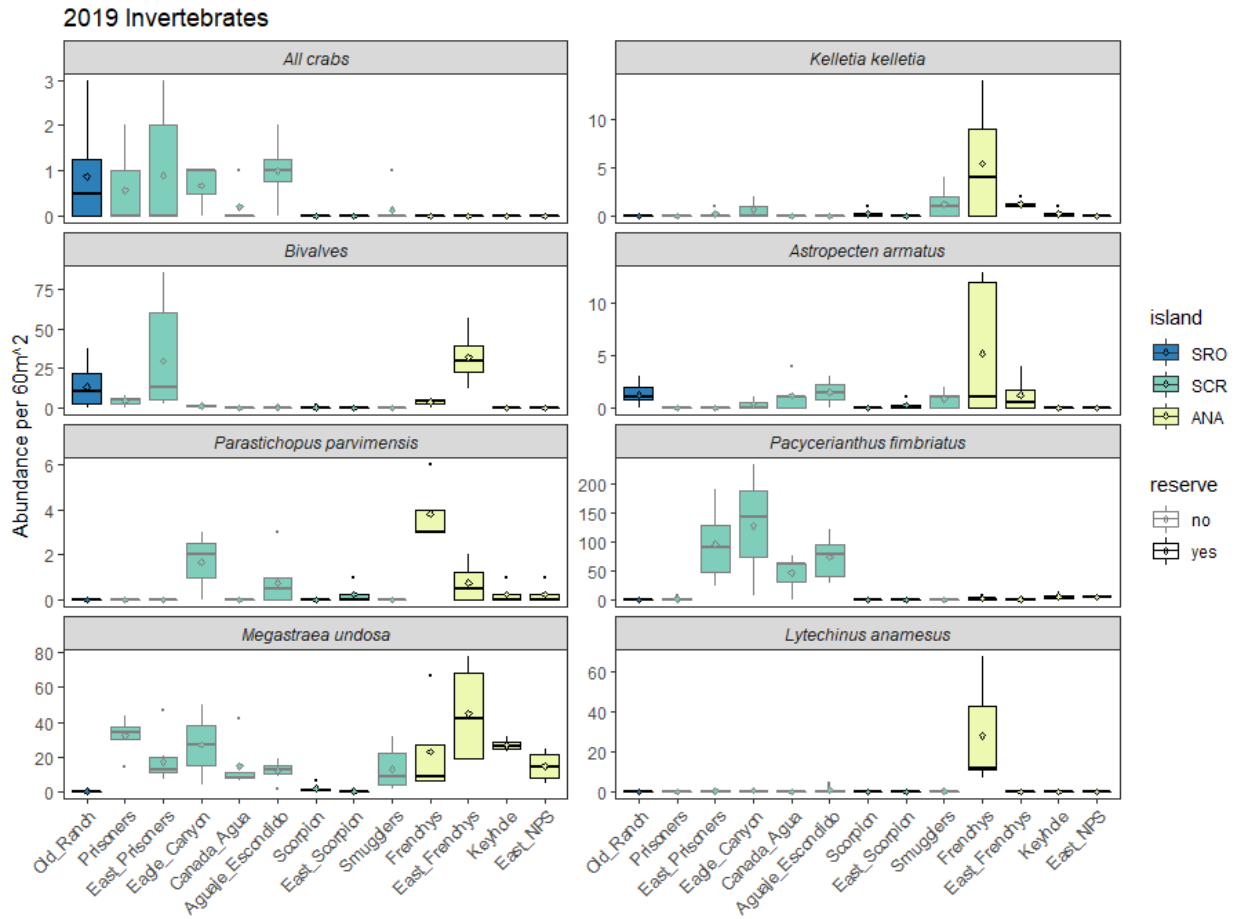 2019 Invertebrates
All crabs
Kelletia kelletia
3
2
1
0
10
5
0
Bivalves
Astropecten armatus
75
50
25
0
10
5
0
Parastichopus parvimensis
Pacycerianthus fimbriatus
6
4
2
0
200
150
100
50
0
Megastraea undosa
Lytechinus anamesus
80
60
40
20
0
60
40
20
0
Abundance per 60m^2
Old_Ranch
Prisoners
East_Prisoners
Eagle_Canyon
Canada_Agua
Aguaje_Escondido
Scorpion
East_Scorpion
Smugglers
Frenchys
East_Frenchys
Keyhole
East_NPS
Old_Ranch
Prisoners
East_Prisoners
Eagle_Canyon
Canada_Agua
Aguaje_Escondido
Scorpion
East_Scorpion
Smugglers
Frenchys
East_Frenchys
Keyhole
East_NPS
island
SRO
SCR
ANA
reserve
no
yes